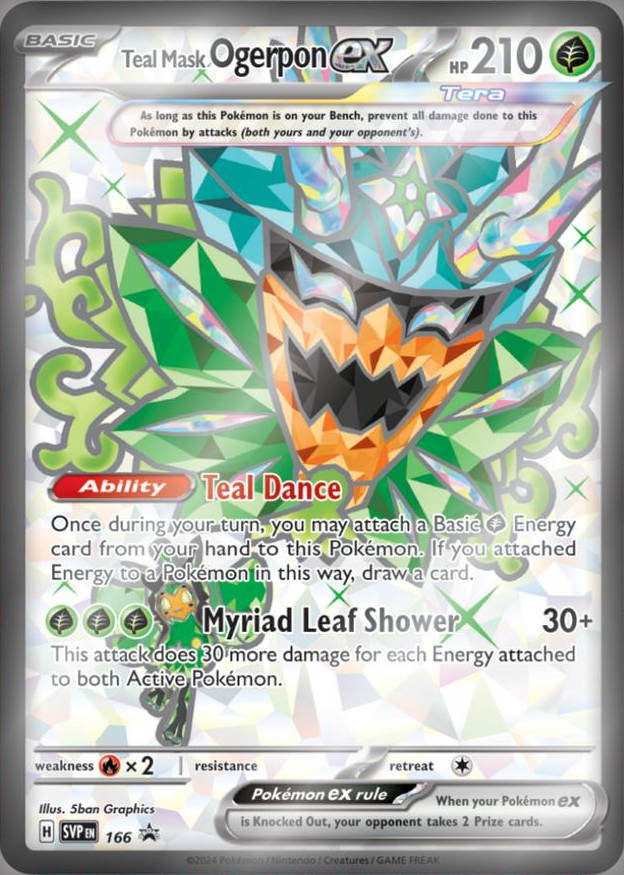 BASIC
Teal Mask Ogerpon ex HP 210
Tera
As long as this Pokémon is on your Bench, prevent all damage done to this
Pokémon by attacks (both yours and your opponent's).
Ability Teal Dance
Once during your turn, you may attach a Basic Energy
card from your hand to this Pokémon. If you attached
Energy to a Pokémon in this way, draw a card.
Myriad Leaf Shower 30+
This attack does 30 more damage for each Energy attached
to both Active Pokémon.
weakness ×2 resistance retreat
Pokémon ex rule When your Pokémon ex
is Knocked Out, your opponent takes 2 Prize cards.
Illus. 5ban Graphics
H SVP EN 166
©2024 Pokémon / Nintendo / Creatures / GAME FREAK